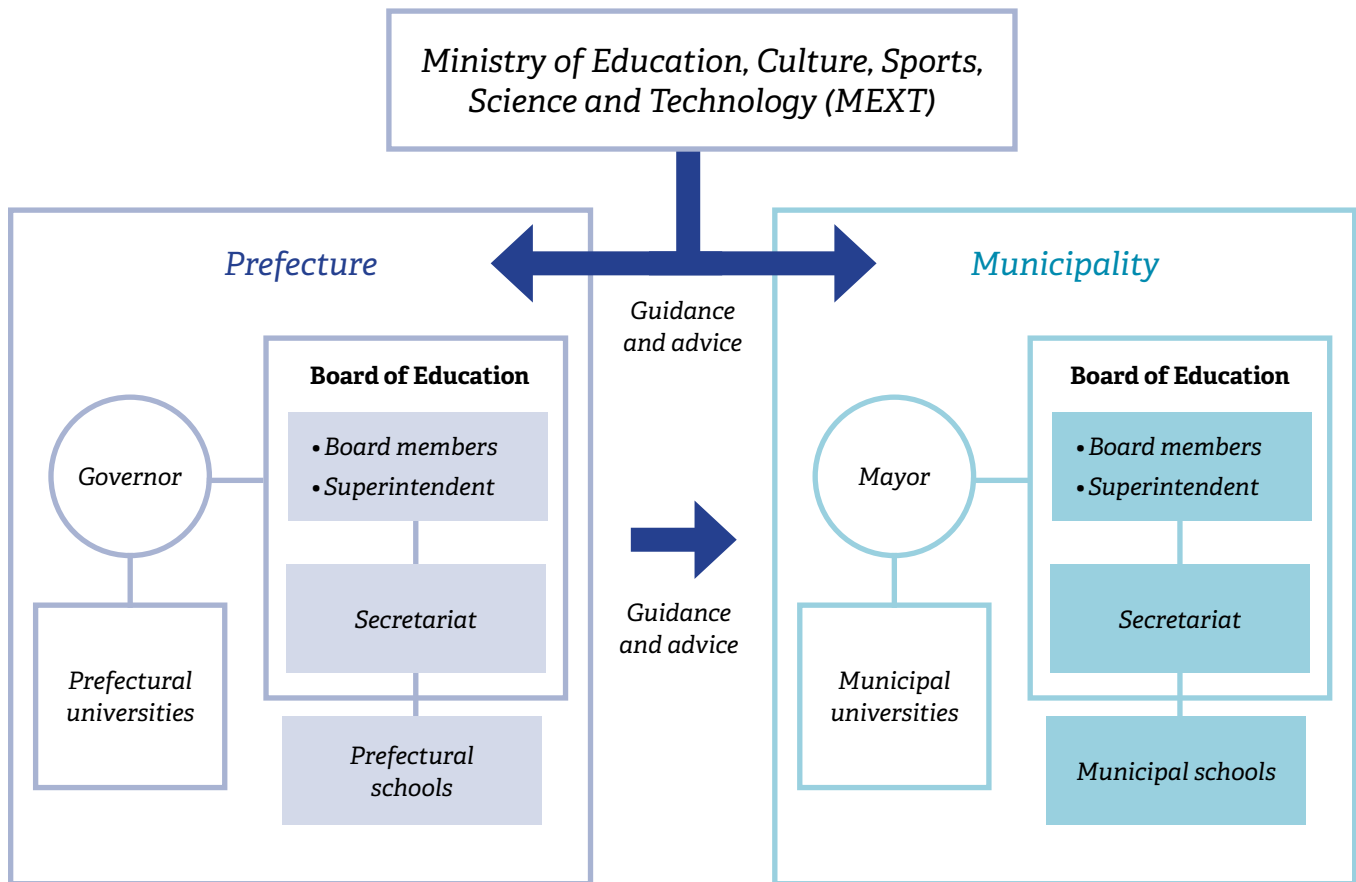 Ministry of Education, Culture, Sports,
Science and Technology (MEXT)
Prefecture
Board of Education
• Board members
• Superintendent
Governor
Secretariat
Prefectural
universities
Prefectural
schools
Guidance
and advice
Guidance
and advice
Municipality
Board of Education
• Board members
• Superintendent
Mayor
Secretariat
Municipal
universities
Municipal schools